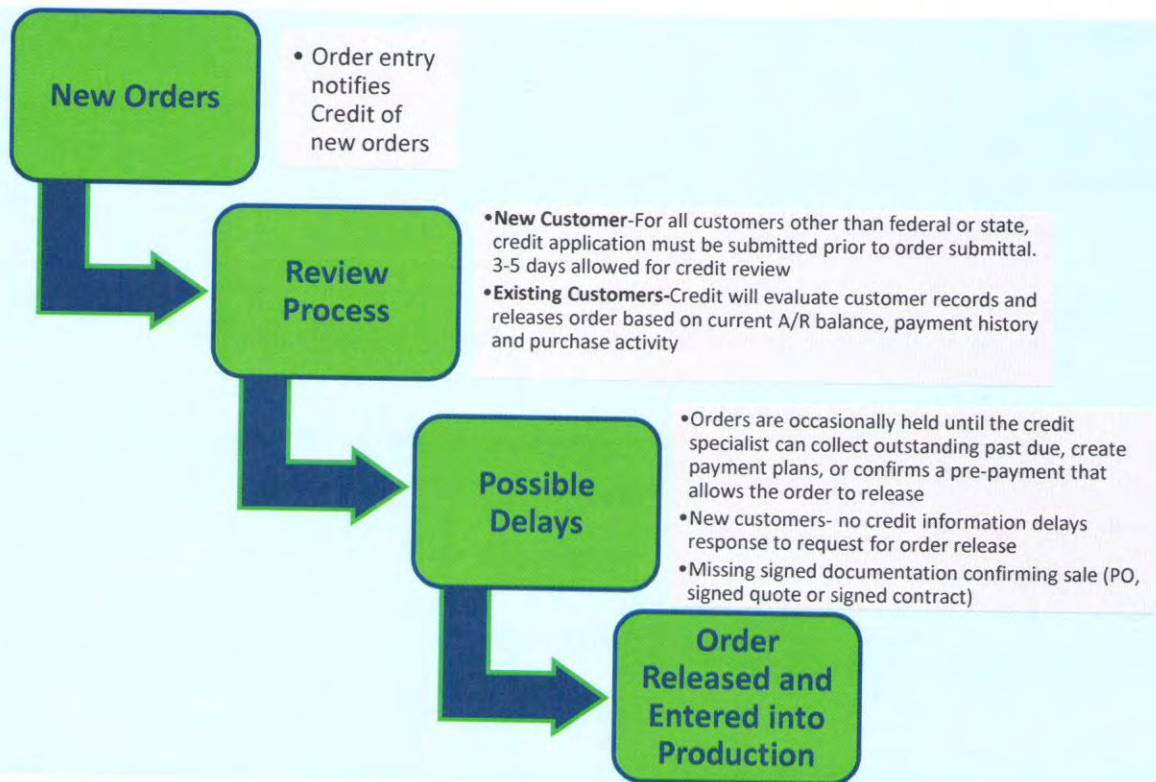 New Orders
• Order entry
notifies
Credit of
new orders
Review
Process
•New Customer-For all customers other than federal or state,
credit application must be submitted prior to order submittal.
3-5 days allowed for credit review
•Existing Customers-Credit will evaluate customer records and
releases order based on current A/R balance, payment history
and purchase activity
Possible
Delays
•Orders are occasionally held until the credit
specialist can collect outstanding past due, create
payment plans, or confirms a pre-payment that
allows the order to release
•New customers- no credit information delays
response to request for order release
•Missing signed documentation confirming sale (PO,
signed quote or signed contract)
Order
Released and
Entered into
Production